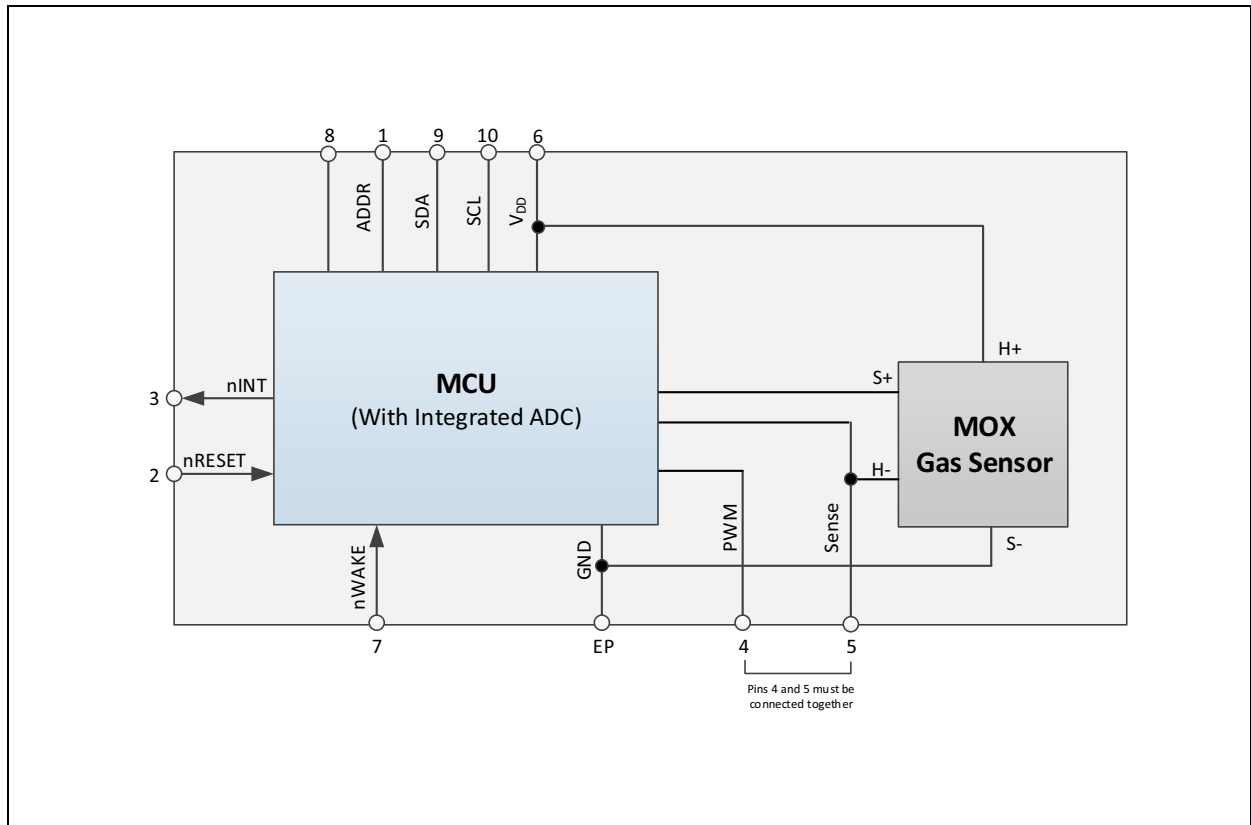 8
1
9
10
6
ADDR
SDA
SCL
VDD
H+
MCU
(With Integrated ADC)
S+
MOX
Gas Sensor
H-
S-
3
nINT
2
nRESET
nWAKE
GND
PWM
Sense
7
EP
4
5
Pins 4 and 5 must be
connected together